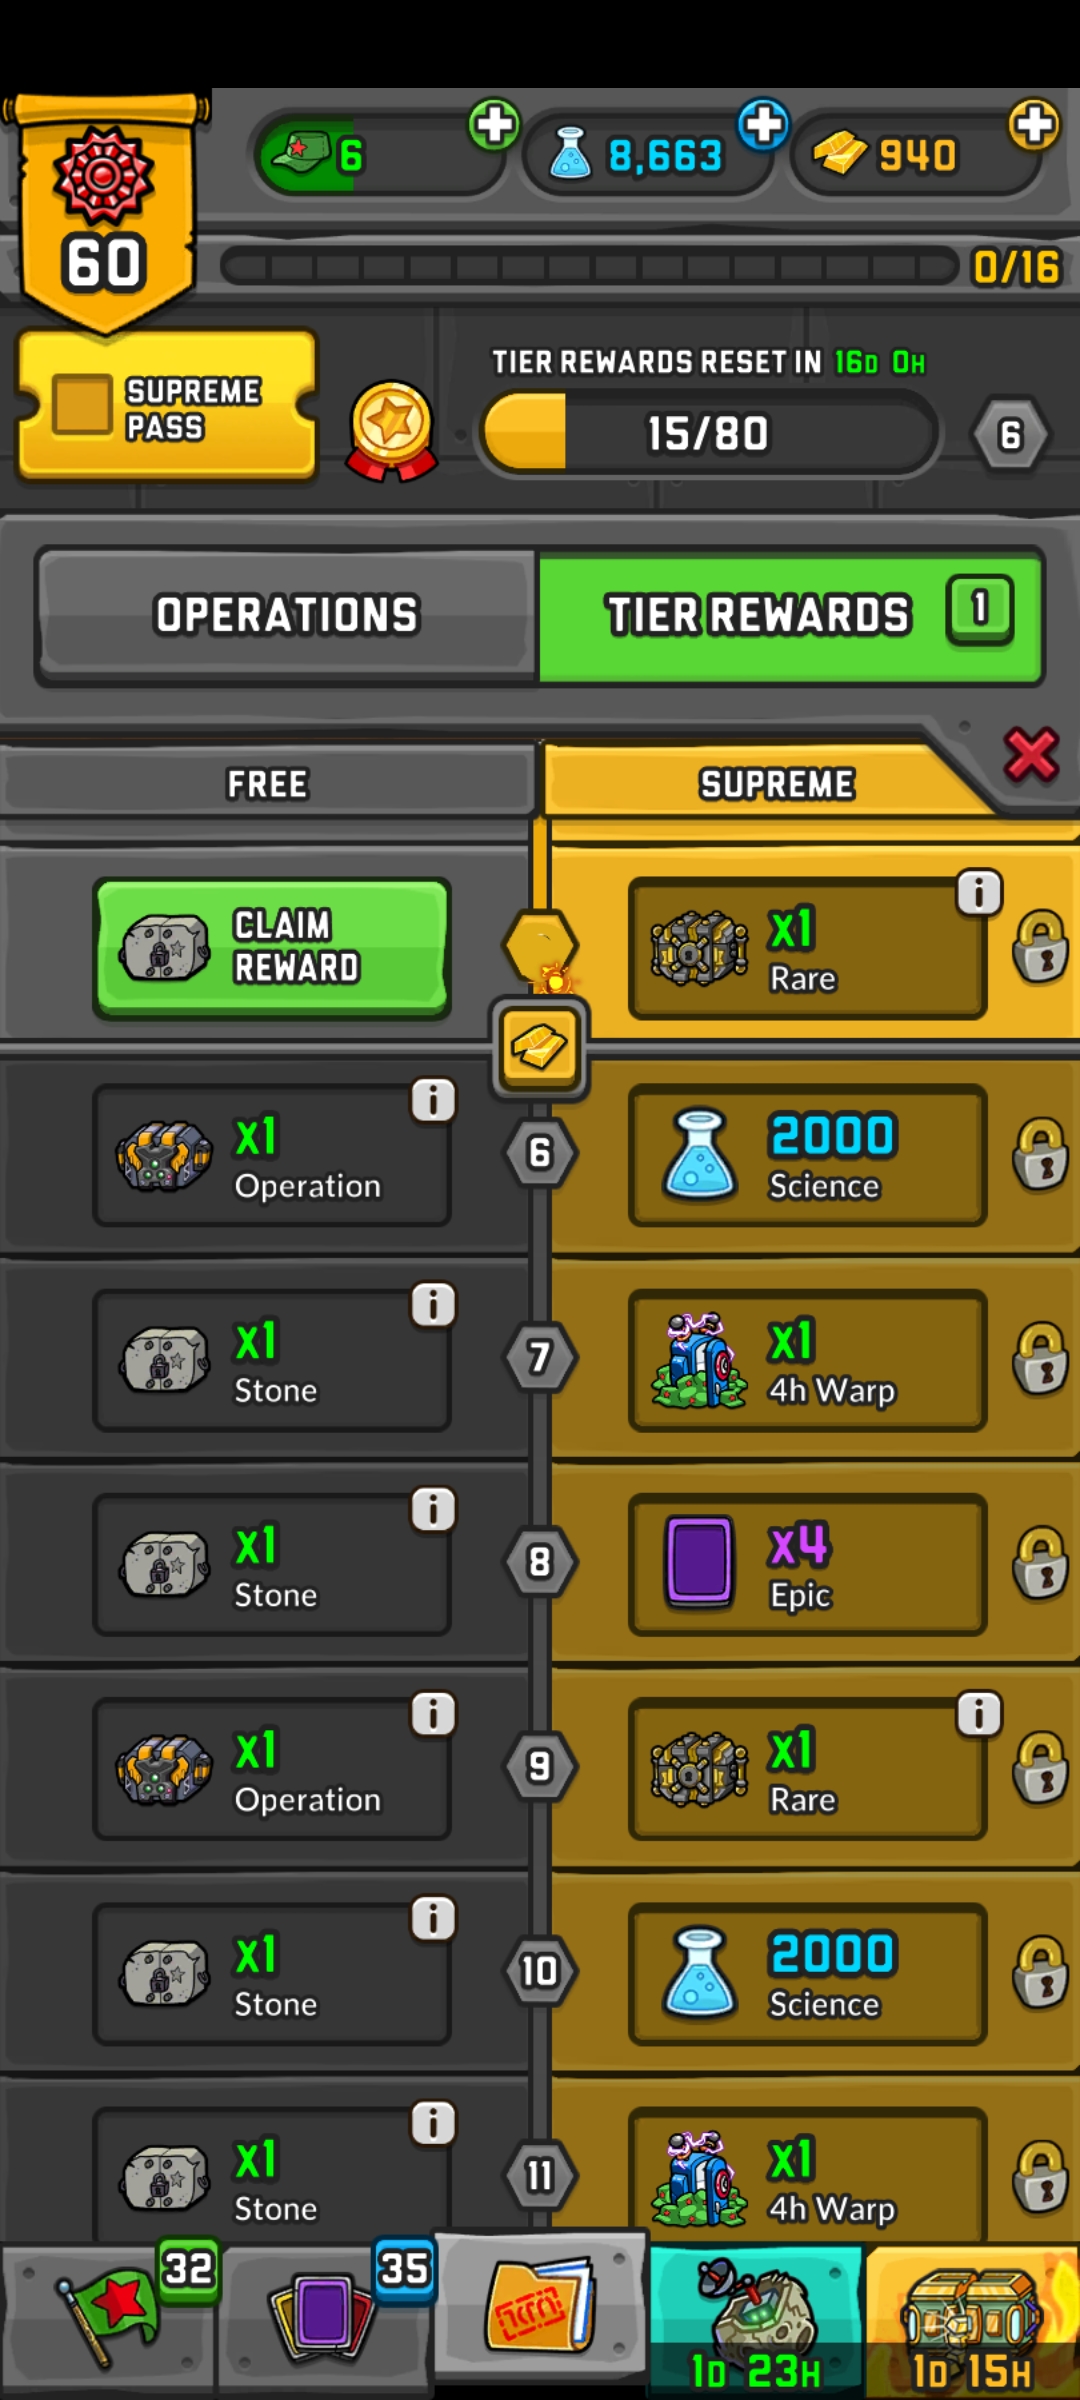 6
8,663
940
60
0/16
SUPREME
PASS
TIER REWARDS RESET IN 16D 0H
15/80
6
OPERATIONS
TIER REWARDS
1
FREE
SUPREME
CLAIM
REWARD
x1
Rare
x1
Operation
6
2000
Science
x1
Stone
7
x1
4h Warp
x1
Stone
8
x4
Epic
x1
Operation
9
x1
Rare
x1
Stone
10
2000
Science
x1
Stone
11
x1
4h Warp
32
35
1D 23H
1D 15H